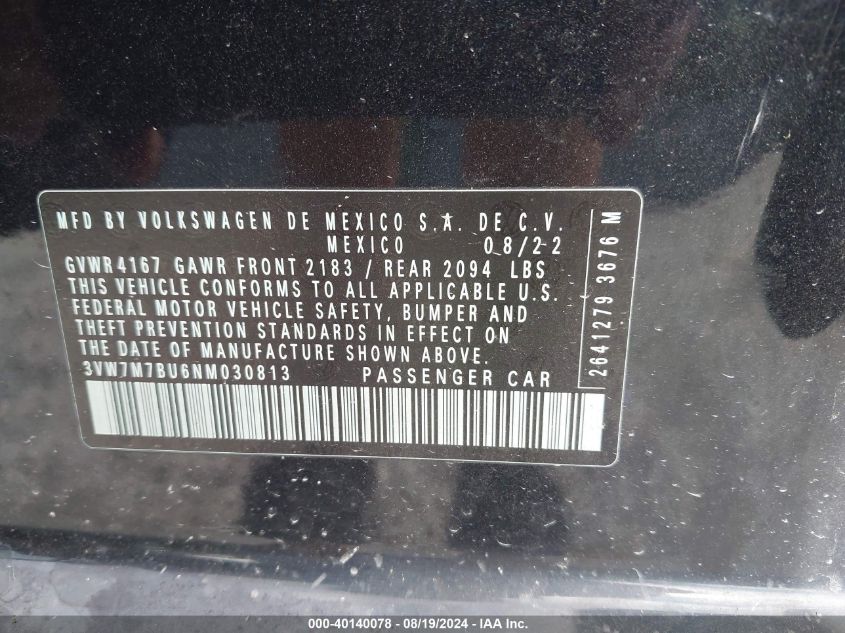 MFD BY VOLKSWAGEN DE MEXICO S.A. DE C.V.
MEXICO 08/22
GVWR4167 GAWR FRONT 2183 / REAR 2094 LBS
THIS VEHICLE CONFORMS TO ALL APPLICABLE U.S.
FEDERAL MOTOR VEHICLE SAFETY, BUMPER AND
THEFT PREVENTION STANDARDS IN EFFECT ON
THE DATE OF MANUFACTURE SHOWN ABOVE.
3VW7M7BU6NM030813 PASSENGER CAR
2641279 3676 M
000-40140078 - 08/19/2024 - IAA Inc.